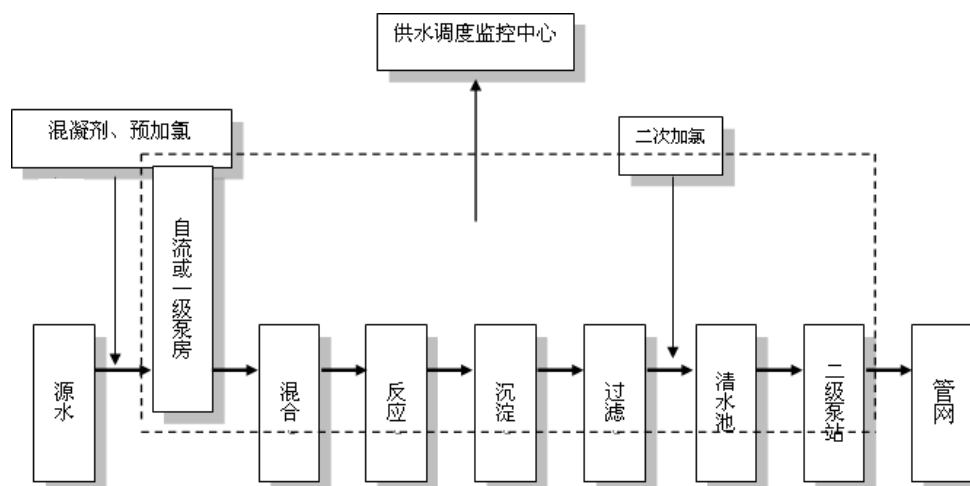 供水调度监控中心
混凝剂、预加氯
二次加氯
自流或一级泵房
源水
混合
反应
沉淀
过滤
清水池
二级泵站
管网